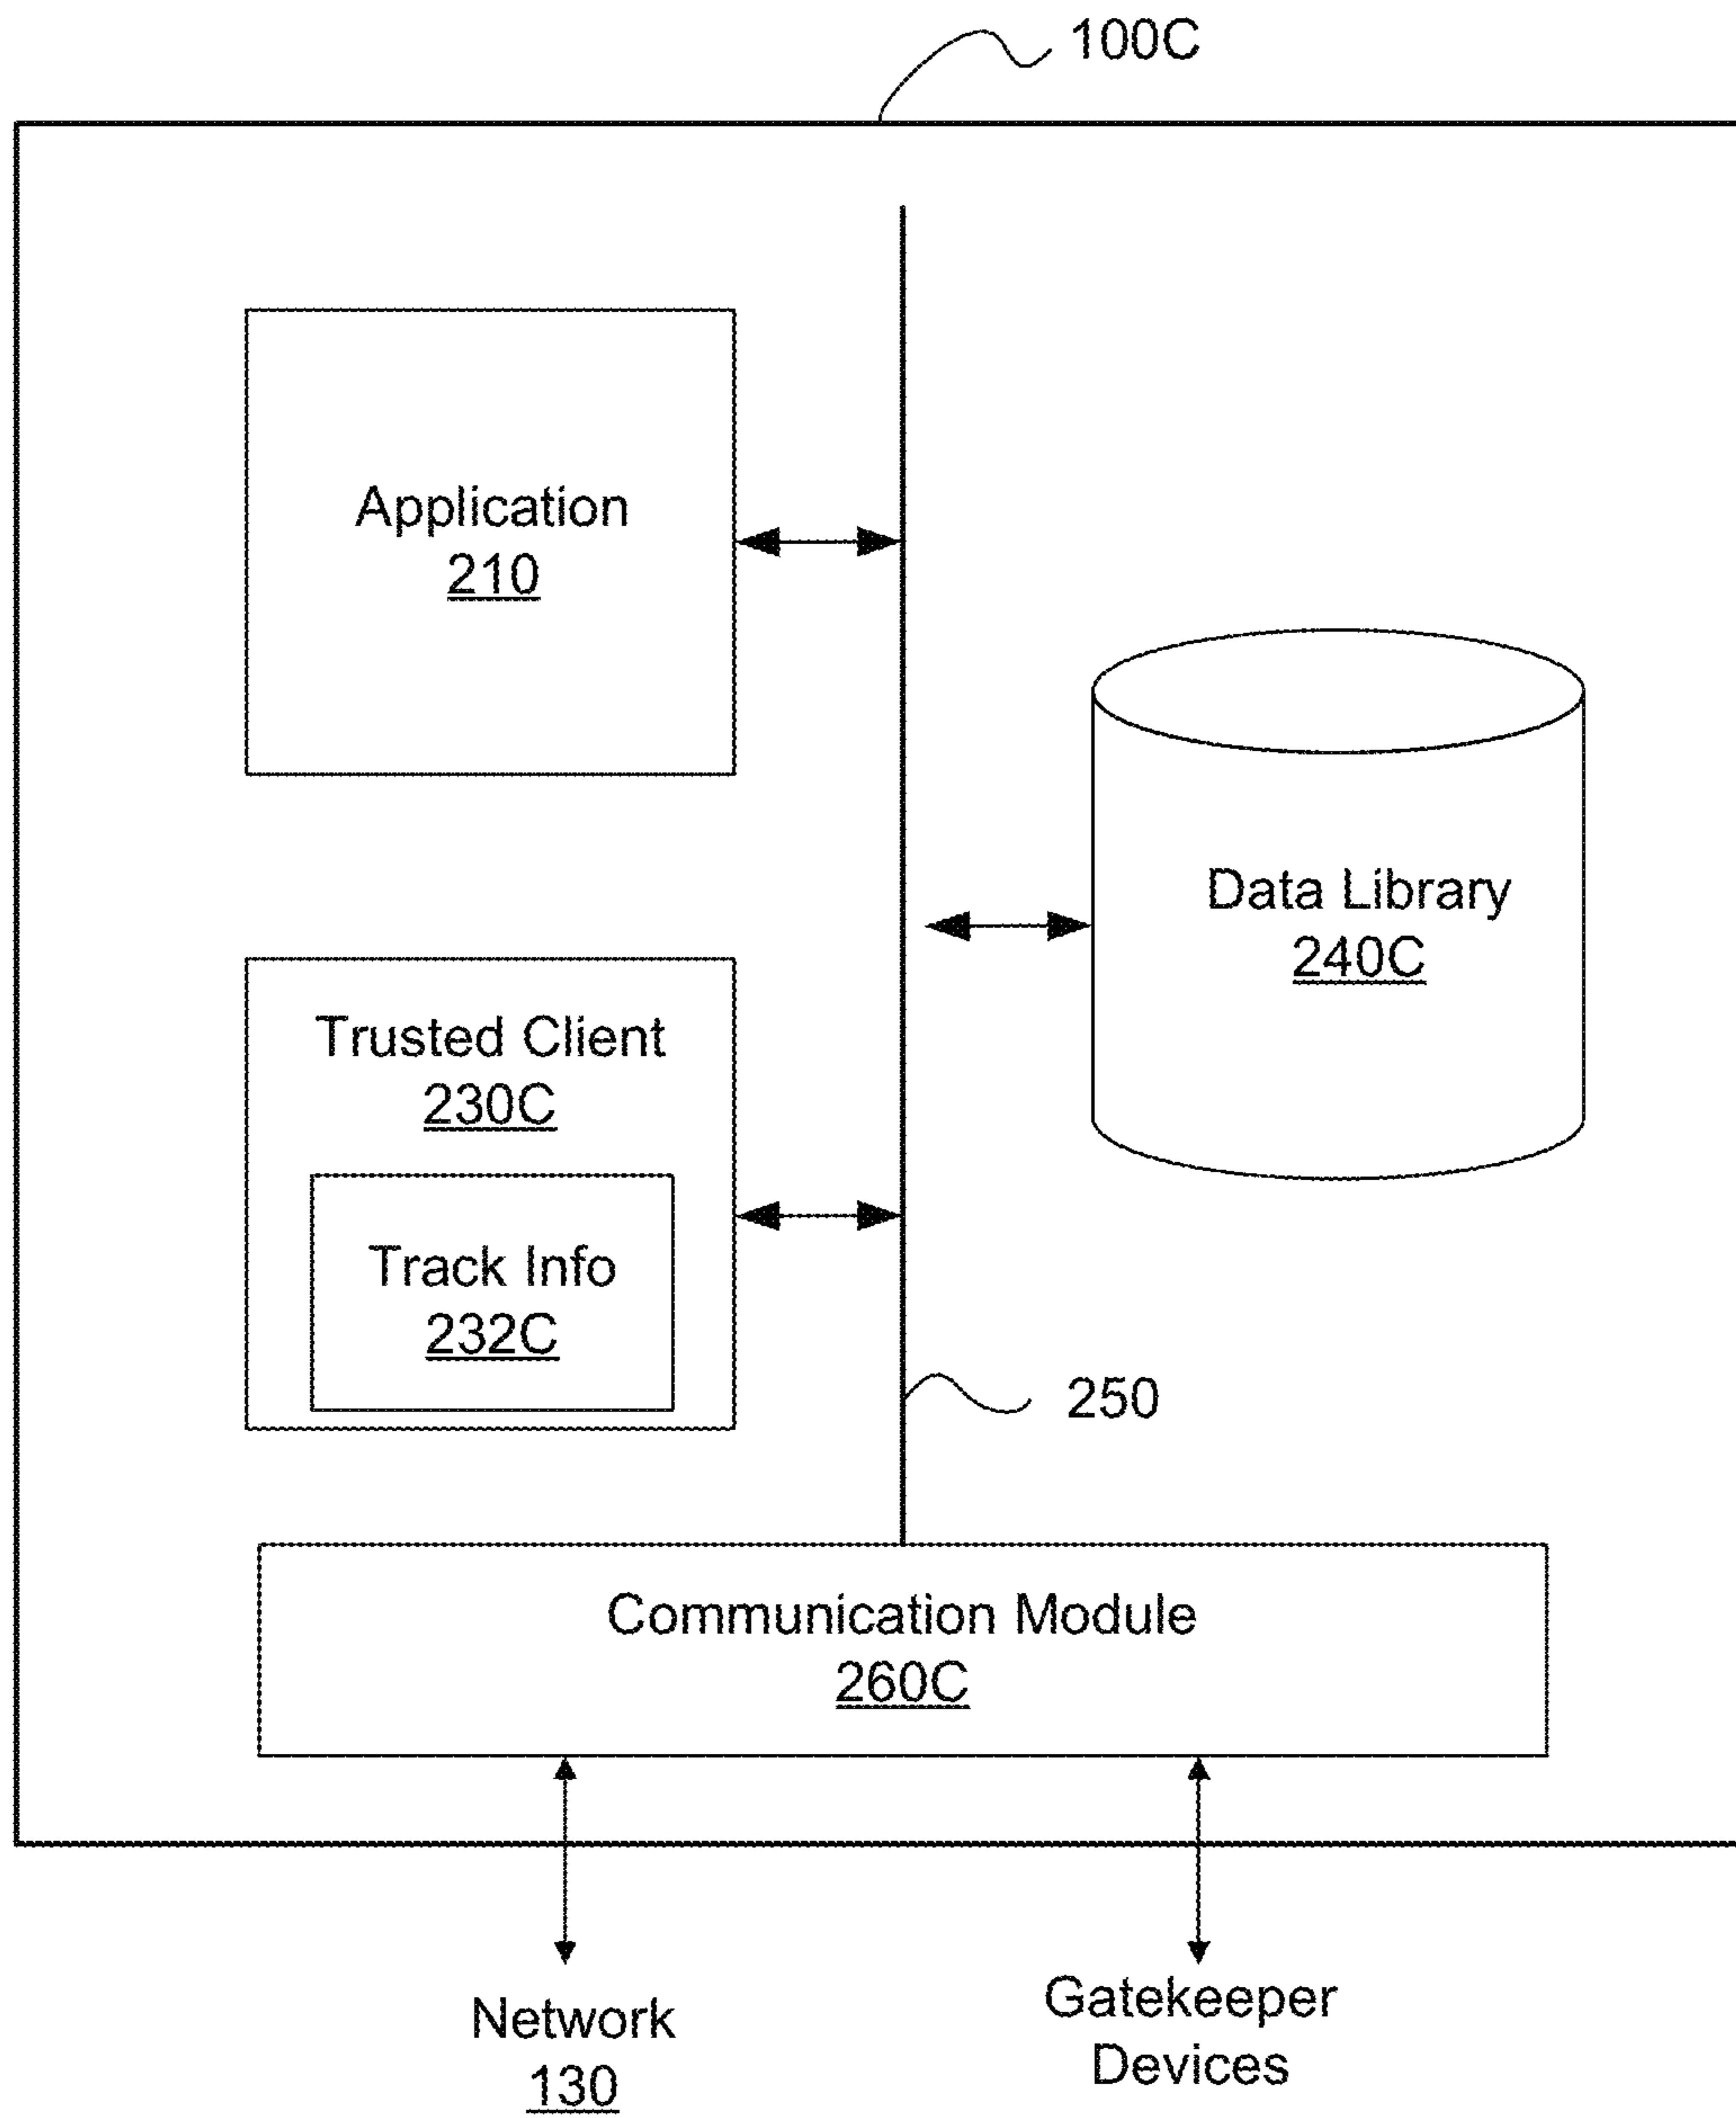 100C
Application
210
Data Library
240C
Trusted Client
230C
Track Info
232C
250
Communication Module
260C
Network
130
Gatekeeper
Devices